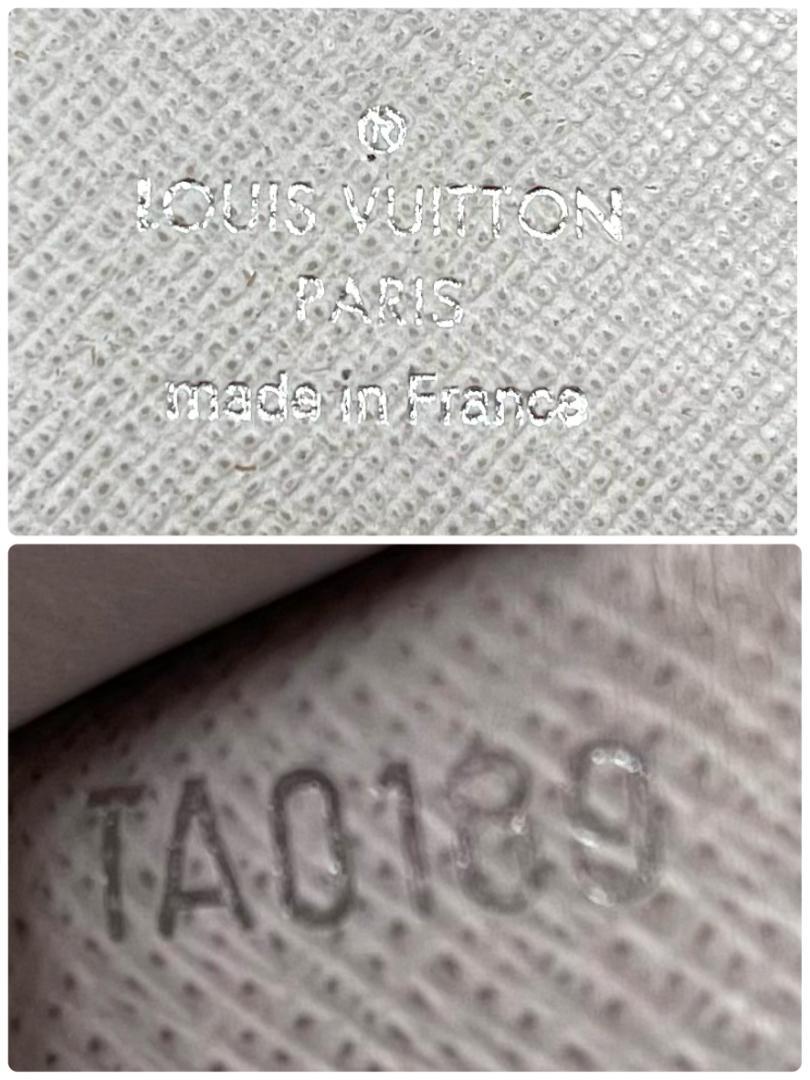 ®
LOUIS VUITTON
PARIS
made in France
TA0189